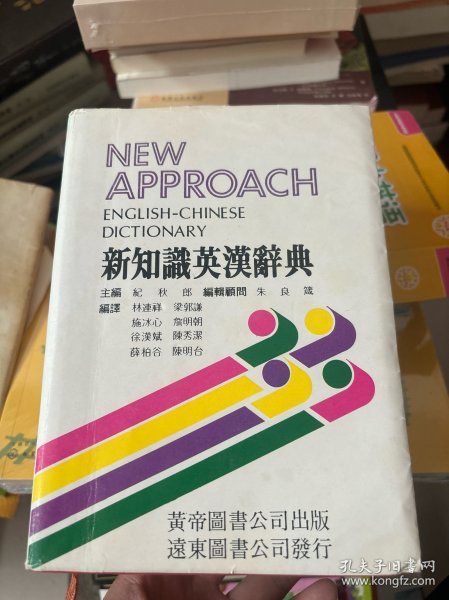 NEW
APPROACH
ENGLISH-CHINESE
DICTIONARY
新知識英漢辭典
主編 紀秋郎 編輯顧問 朱良箴
編譯 林連祥 梁郭謙
施冰心 詹明朝
徐漢斌 陳秀潔
薛柏谷 陳明台
黃帝圖書公司出版
遠東圖書公司發行
孔夫子旧书网
www.kongfz.com